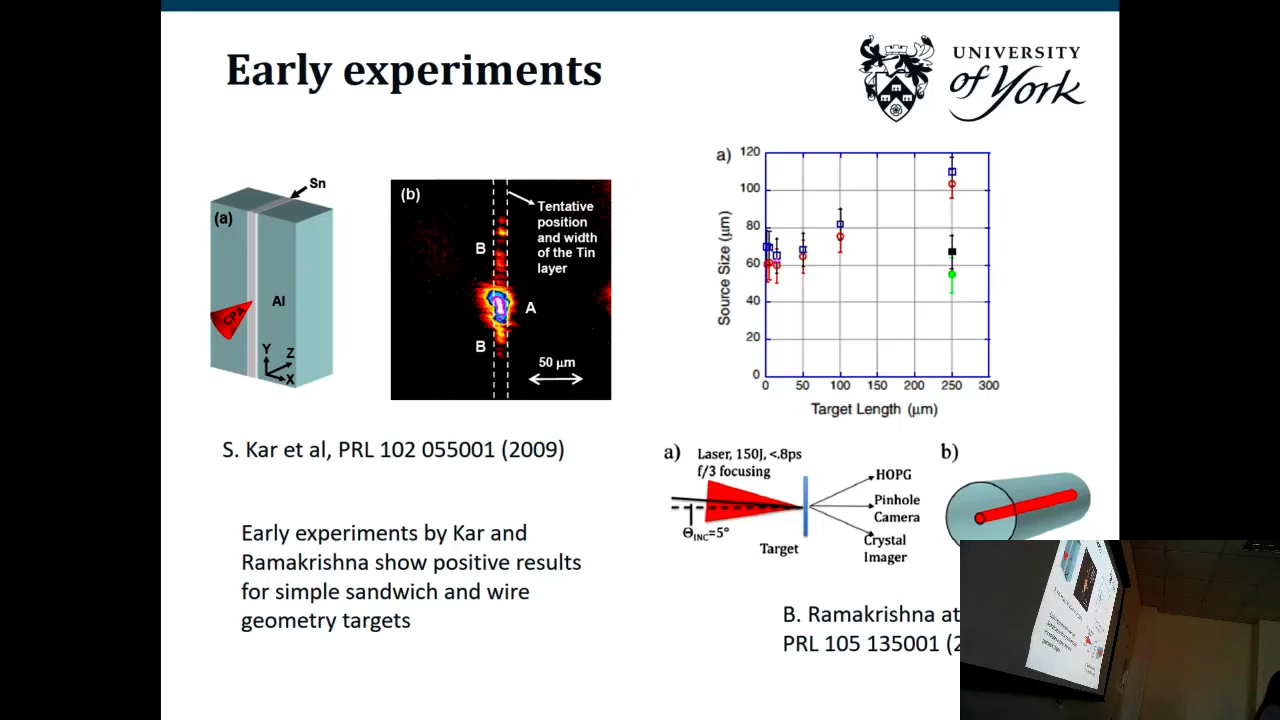 Early experiments
UNIVERSITY
of York
Sn
(a)
CPA
Al
Y
Z
X
(b)
Tentative
position
and width
of the Tin
layer
B
A
B
50 μm
a)
Source Size (μm)
120
100
80
60
40
20
0
0 50 100 150 200 250 300
Target Length (μm)
S. Kar et al, PRL 102 055001 (2009)
a)
Laser, 150J, <.8ps
f/3 focusing
ΘINC=5°
Target
HOPG
Pinhole
Camera
Crystal
Imager
b)
Early experiments by Kar and
Ramakrishna show positive results
for simple sandwich and wire
geometry targets
B. Ramakrishna at
PRL 105 135001 (2